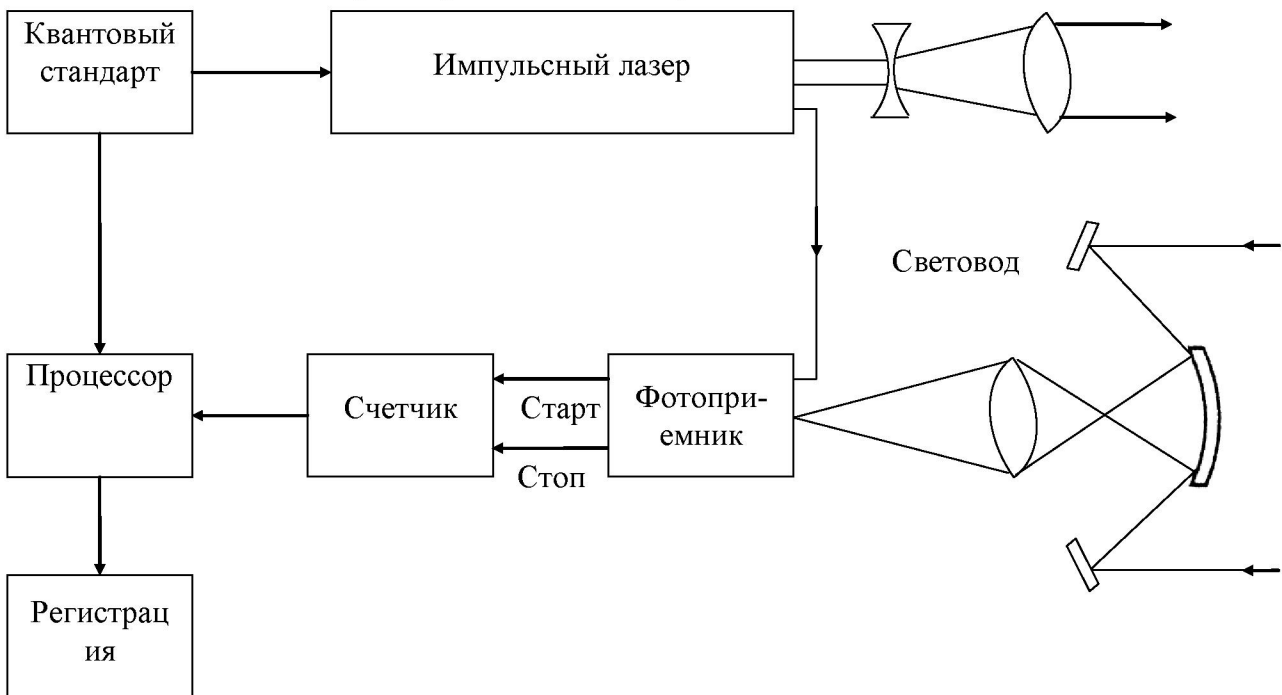 Квантовый
стандарт
Импульсный лазер
Световод
Процессор
Счетчик
Старт
Стоп
Фотопри-
емник
Регистрац
ия